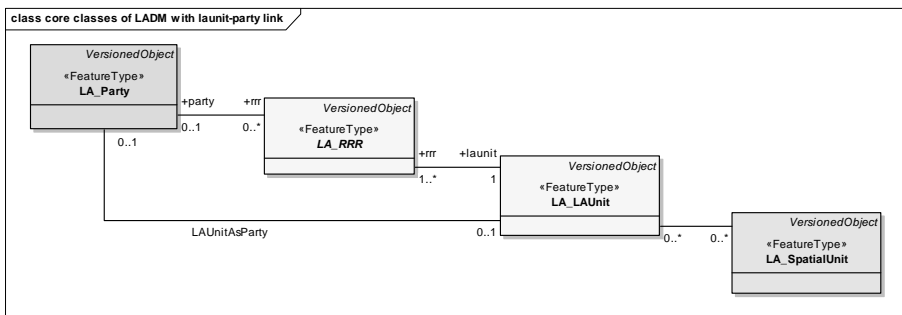 class core classes of LADM with launit-party link
VersionedObject
«FeatureType»
LA_Party
+party
+rrr
0..1
0..*
0..1
VersionedObject
«FeatureType»
LA_RRR
+rrr
+launit
1..*
1
VersionedObject
«FeatureType»
LA_LAUnit
LAUnitAsParty
0..1
0..*
0..*
VersionedObject
«FeatureType»
LA_SpatialUnit